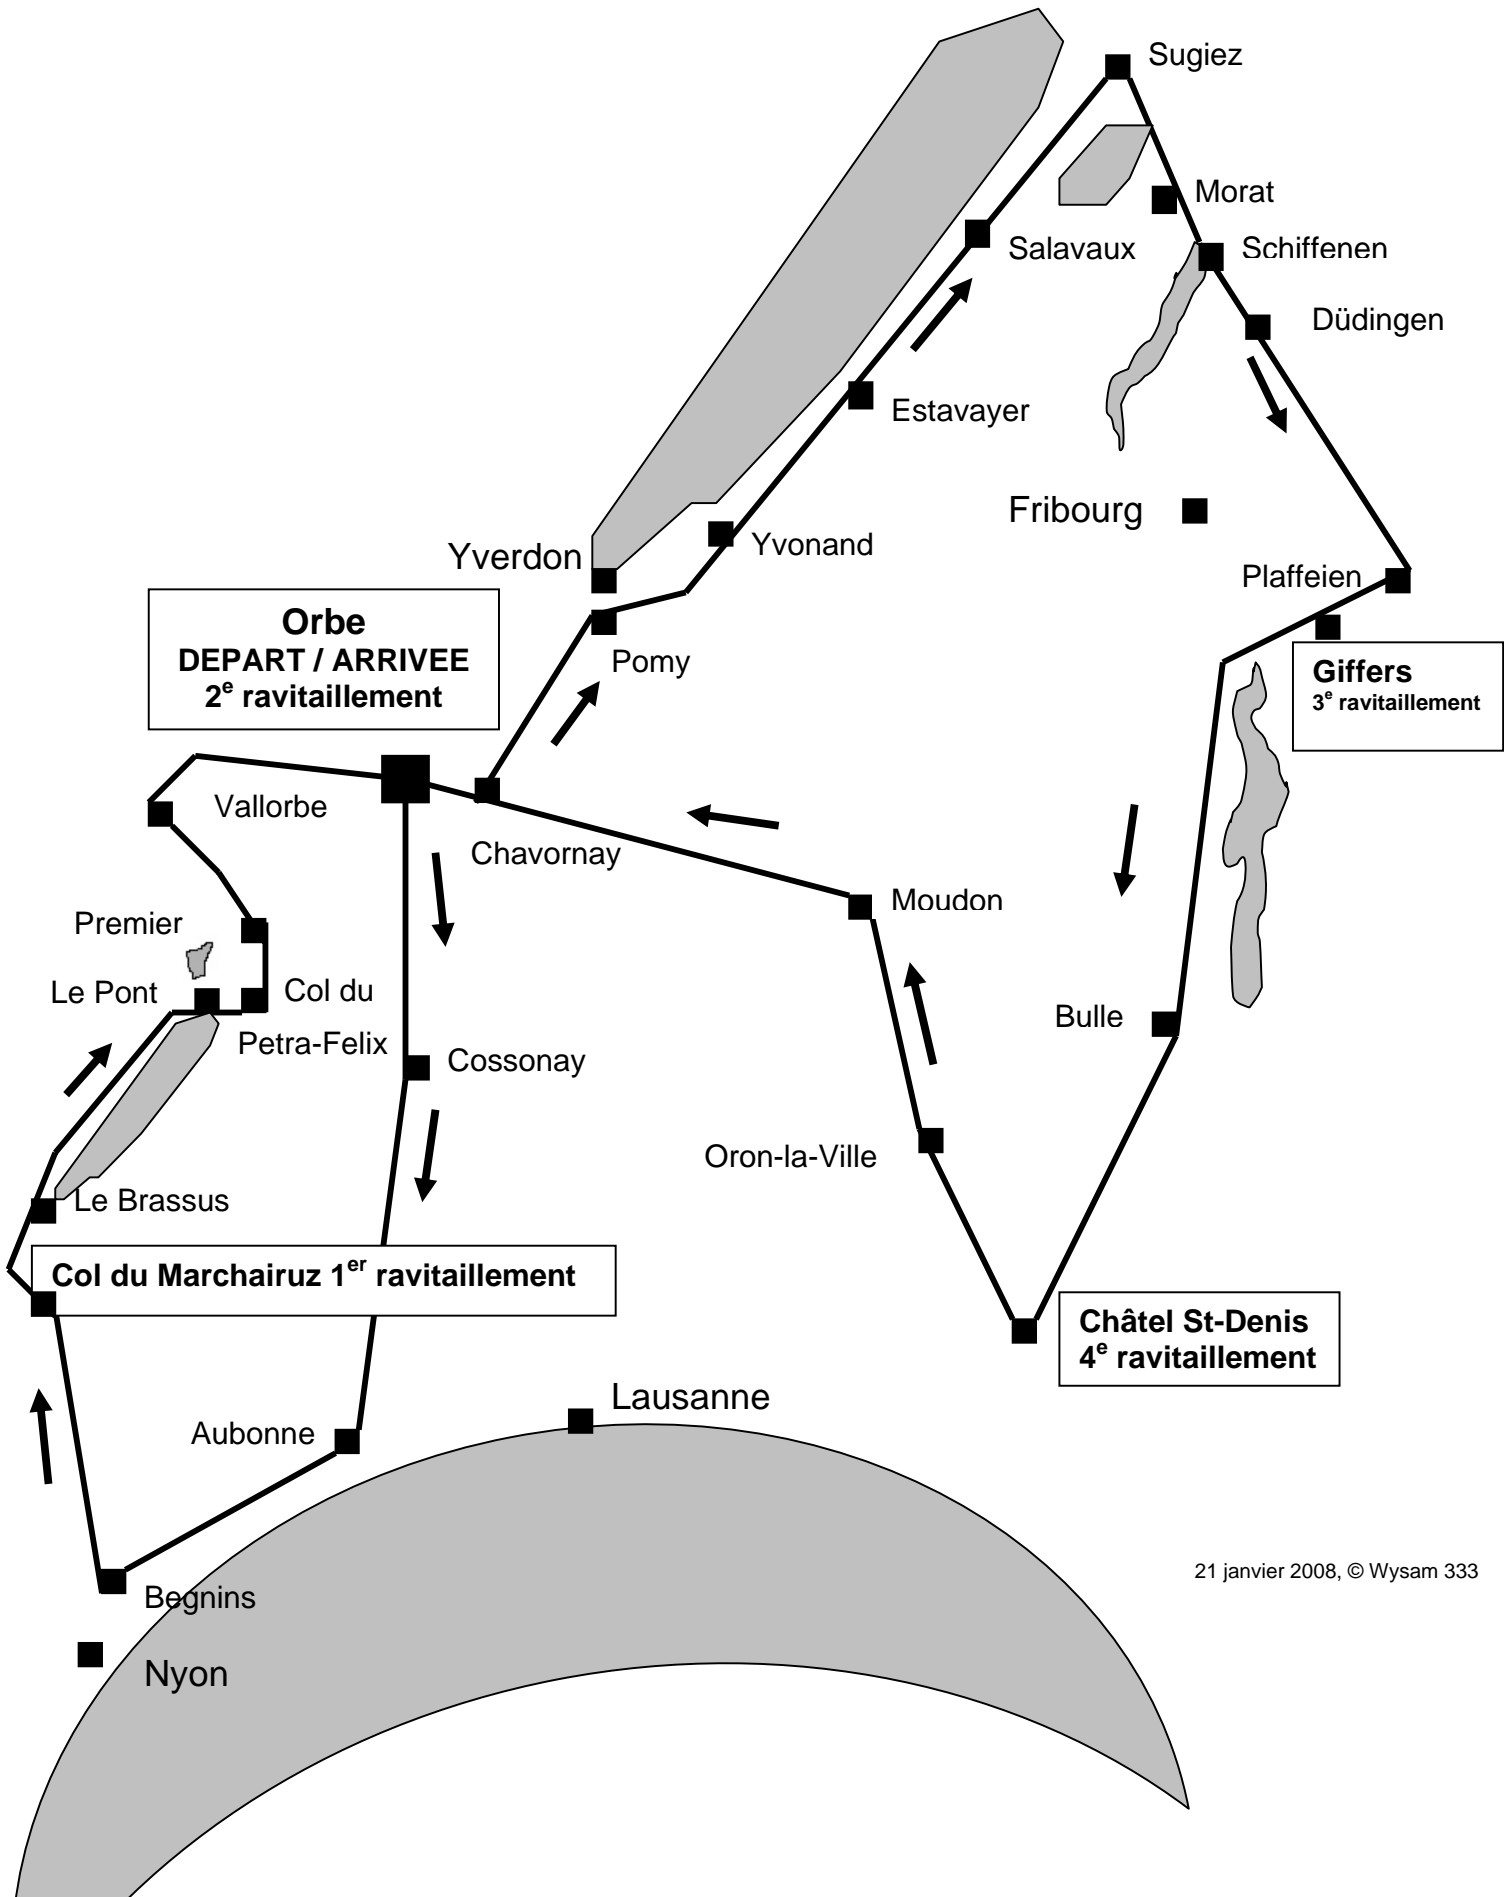 Sugiez
Morat
Salavaux
Schiffenen
Düdingen
Estavayer
Fribourg
Yverdon
Yvonand
Plaffeien
Orbe
DEPART / ARRIVEE
2e ravitaillement
Pomy
Giffers
3e ravitaillement
Vallorbe
Chavornay
Moudon
Premier
Le Pont
Col du
Petra-Felix
Bulle
Cossonay
Oron-la-Ville
Le Brassus
Col du Marchairuz 1er ravitaillement
Châtel St-Denis
4e ravitaillement
Lausanne
Aubonne
21 janvier 2008, © Wysam 333
Begnins
Nyon